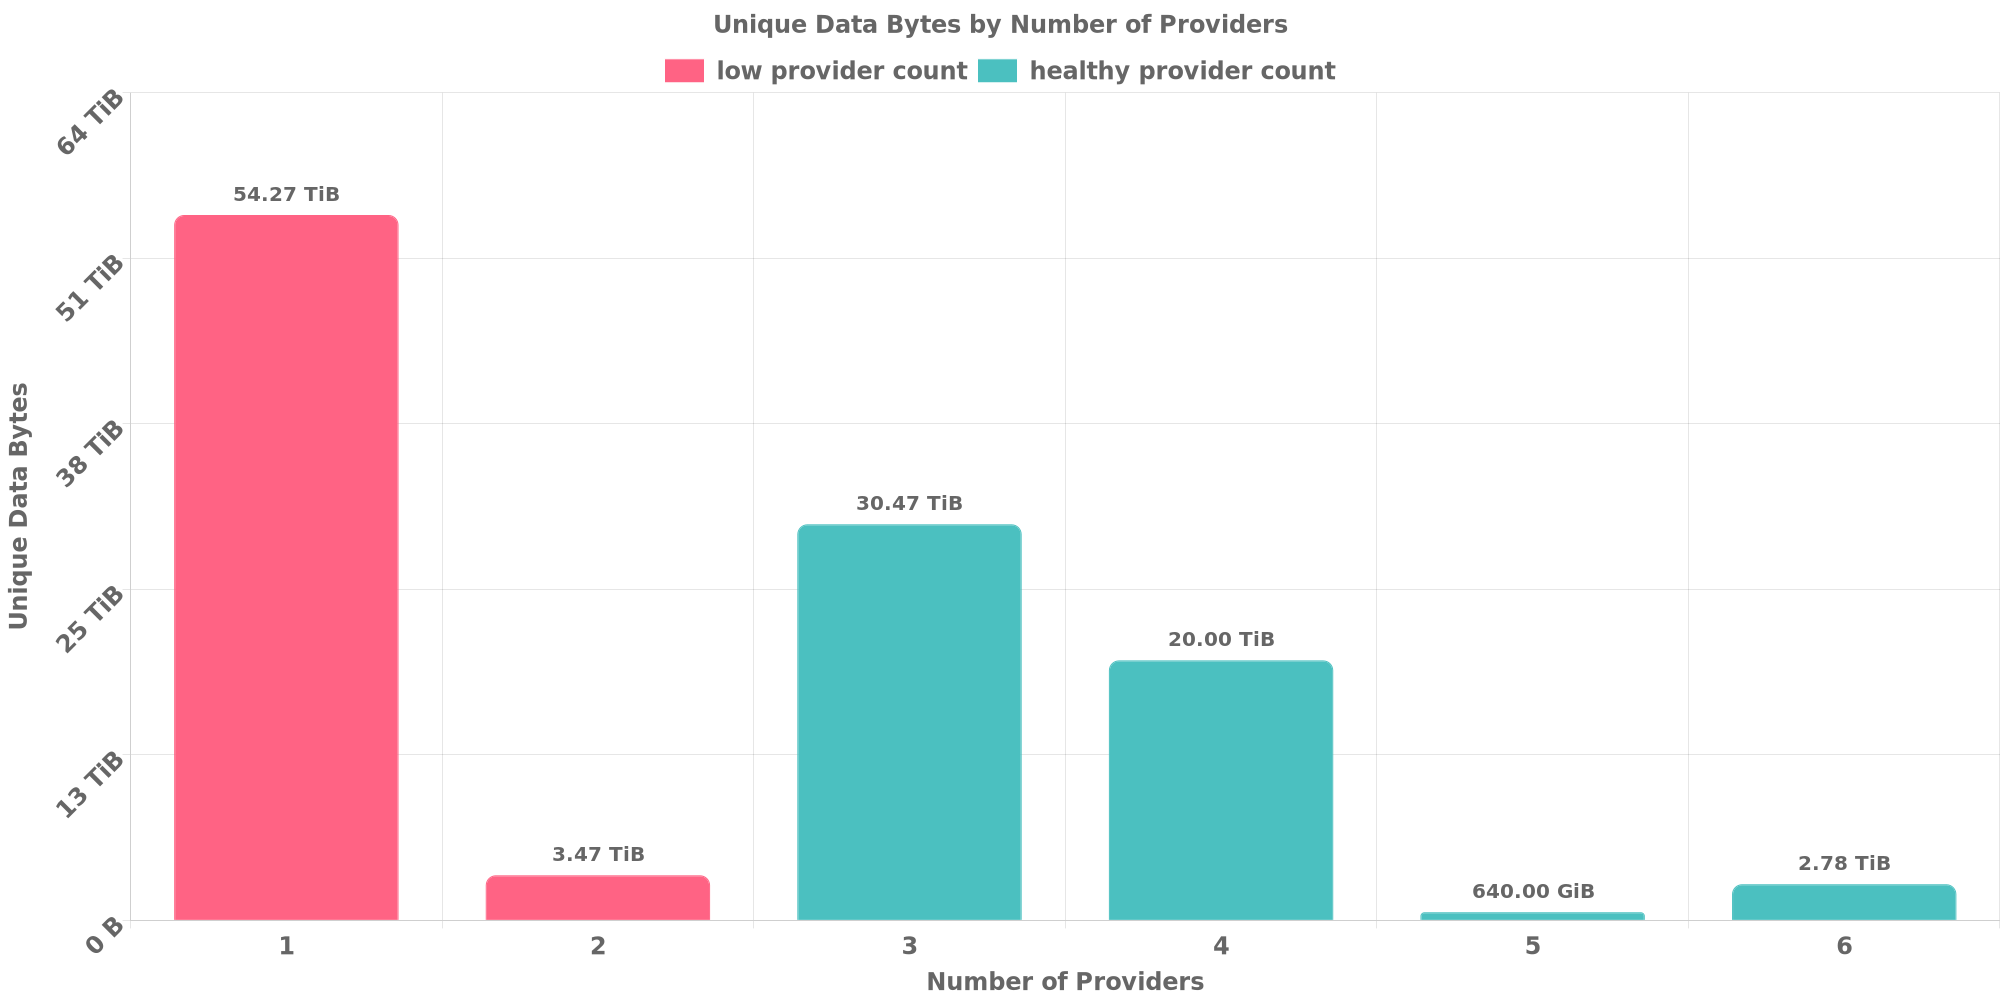 Unique Data Bytes by Number of Providers
low provider count
healthy provider count
64 TiB
51 TiB
38 TiB
25 TiB
13 TiB
0 B
Unique Data Bytes
54.27 TiB
3.47 TiB
30.47 TiB
20.00 TiB
640.00 GiB
2.78 TiB
1
2
3
4
5
6
Number of Providers